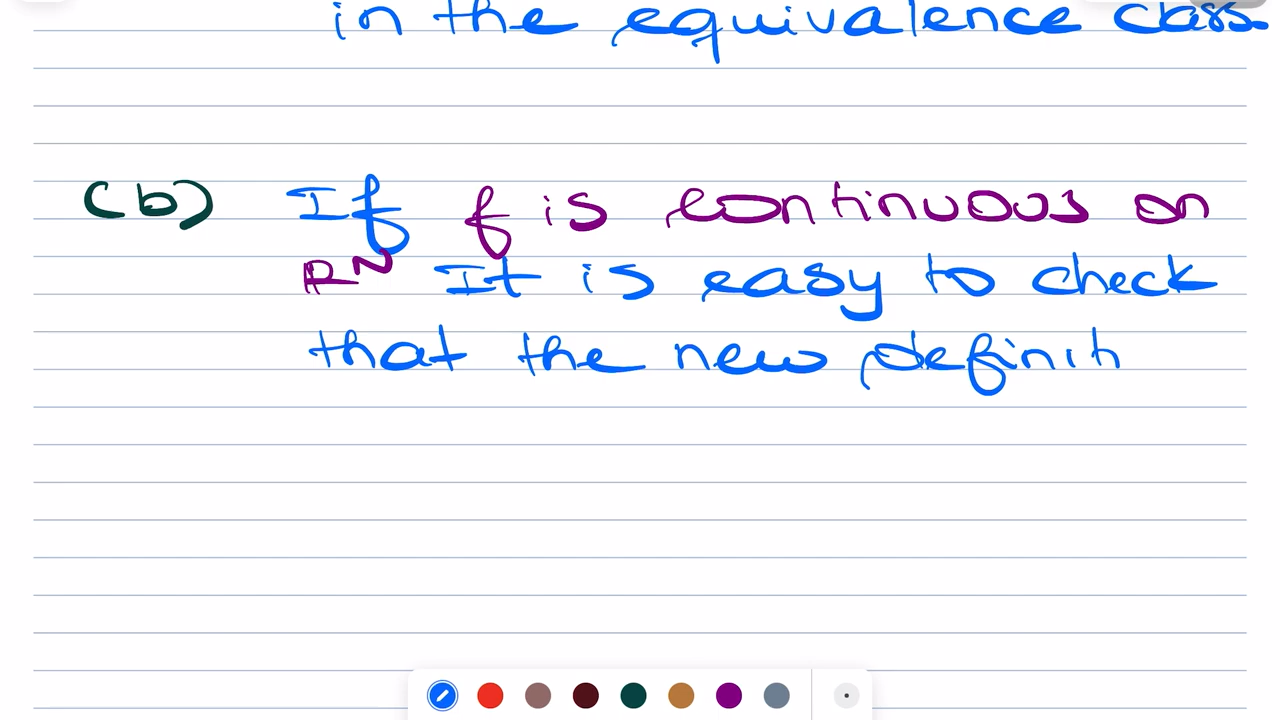 in the equivalence class.
(b) If f is continuous on
RN It is easy to check
that the new definit